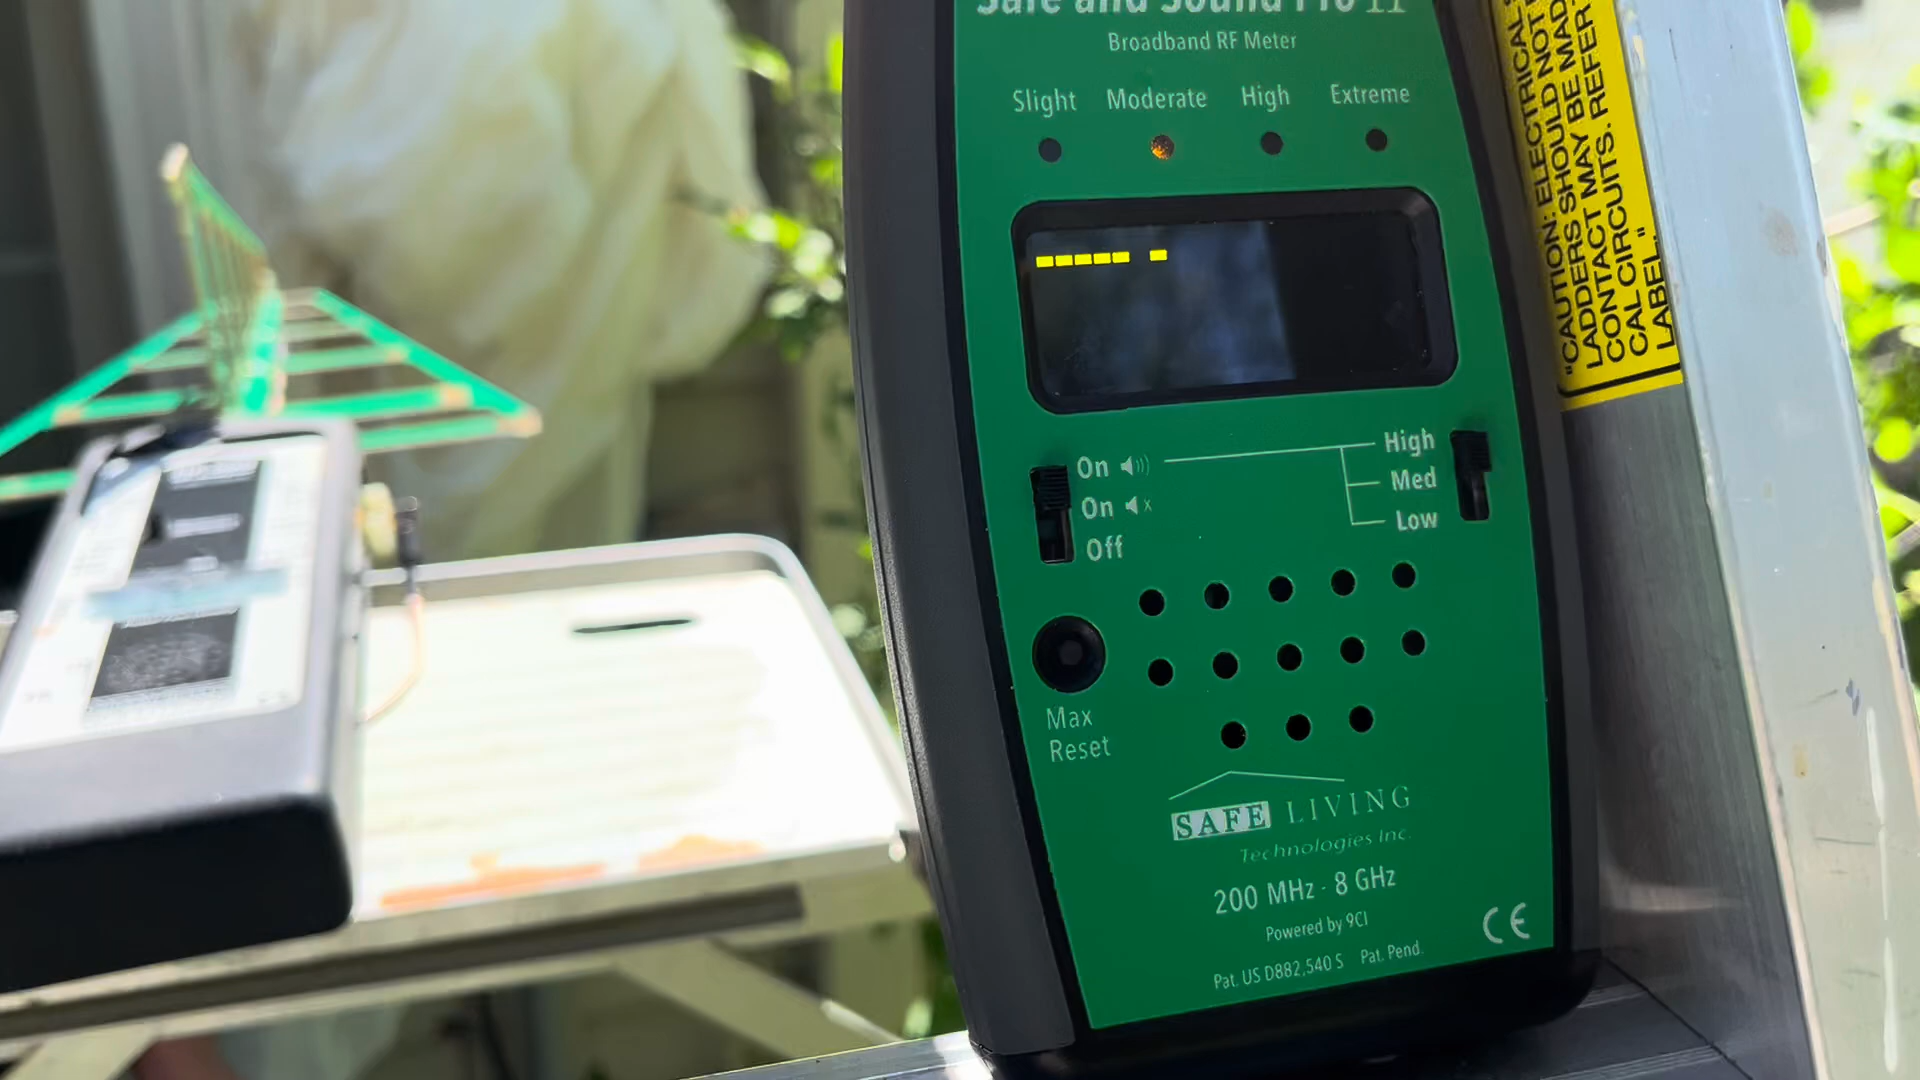 Safe and Sound Pro II
Broadband RF Meter
Slight Moderate High Extreme
On
On x
Off
High
Med
Low
Max
Reset
SAFE LIVING
Technologies Inc.
200 MHz - 8 GHz
Powered by 9CI
Pat. US D882,540 S Pat. Pend.
CE
"CAUTION: ELECTRICAL
LADDERS SHOULD NOT
CONTACT MAY BE MADE
CAL CIRCUITS. REFER
LABEL."